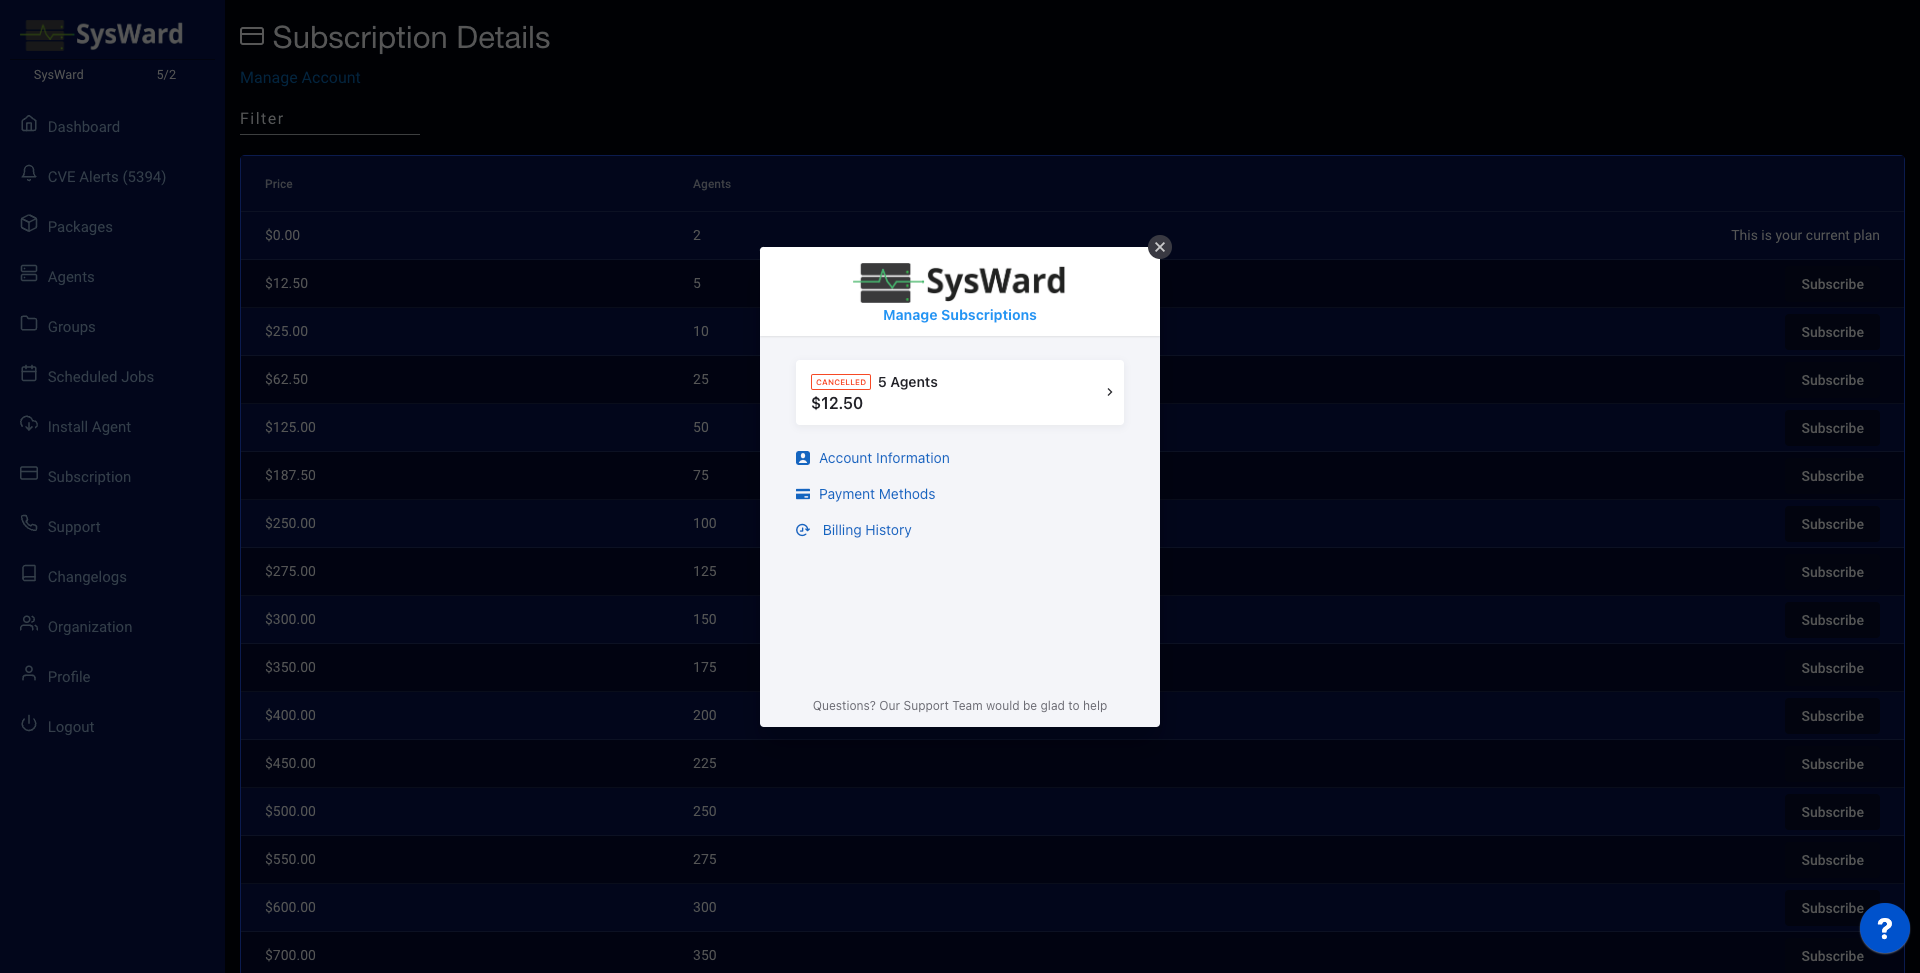 SysWard
SysWard 5/2
Dashboard
CVE Alerts (5394)
Packages
Agents
Groups
Scheduled Jobs
Install Agent
Subscription
Support
Changelogs
Organization
Profile
Logout
Subscription Details
Manage Account
Filter
Price Agents
$0.00 2 This is your current plan
$12.50 5 Subscribe
$25.00 10 Subscribe
$62.50 25 Subscribe
$125.00 50 Subscribe
$187.50 75 Subscribe
$250.00 100 Subscribe
$275.00 125 Subscribe
$300.00 150 Subscribe
$350.00 175 Subscribe
$400.00 200 Subscribe
$450.00 225 Subscribe
$500.00 250 Subscribe
$550.00 275 Subscribe
$600.00 300 Subscribe
$700.00 350 Subscribe
SysWard
Manage Subscriptions
CANCELLED 5 Agents
$12.50
Account Information
Payment Methods
Billing History
Questions? Our Support Team would be glad to help
?